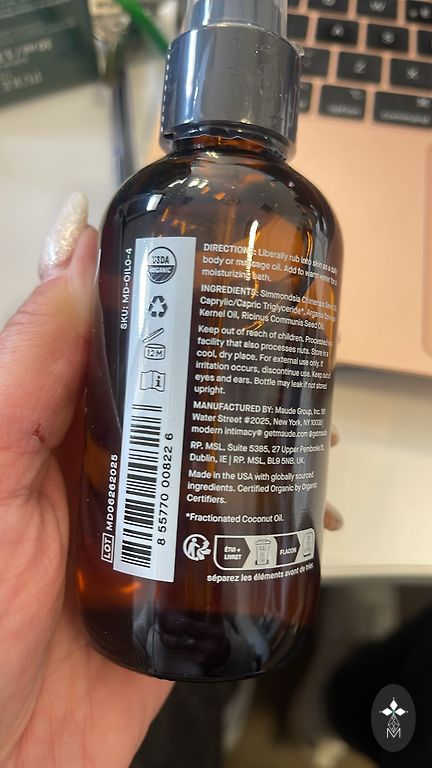 DIRECTIONS: Liberally rub into skin as a daily
body or massage oil. Add to warm water for a
moisturizing bath.
INGREDIENTS: Simmondsia Chinensis
Caprylic/Capric Triglyceride*, Argania
Kernel Oil, Ricinus Communis Seed Oil.
Keep out of reach of children. Processed in a
facility that also processes nuts. Store in a
cool, dry place. For external use only. If
irritation occurs, discontinue use. Keep out of
eyes and ears. Bottle may leak if not stored
upright.
MANUFACTURED BY: Maude Group, Inc. 181
Water Street #2025, New York, NY 10038 |
modern intimacy® getmaude.com @getmaude
RP. MSL. Suite 5385, 27 Upper Pembroke St.
Dublin, IE | RP. MSL, BL9 5NB, UK.
Made in the USA with globally sourced
ingredients. Certified Organic by Organic
Certifiers.
*Fractionated Coconut Oil.
ÉTUI +
LIVRET
FLACON
séparez les éléments avant de trier
USDA
ORGANIC
12M
8 55770 00822 6
SKU: MD-OIL0-4
LOT MD06262025
option
M